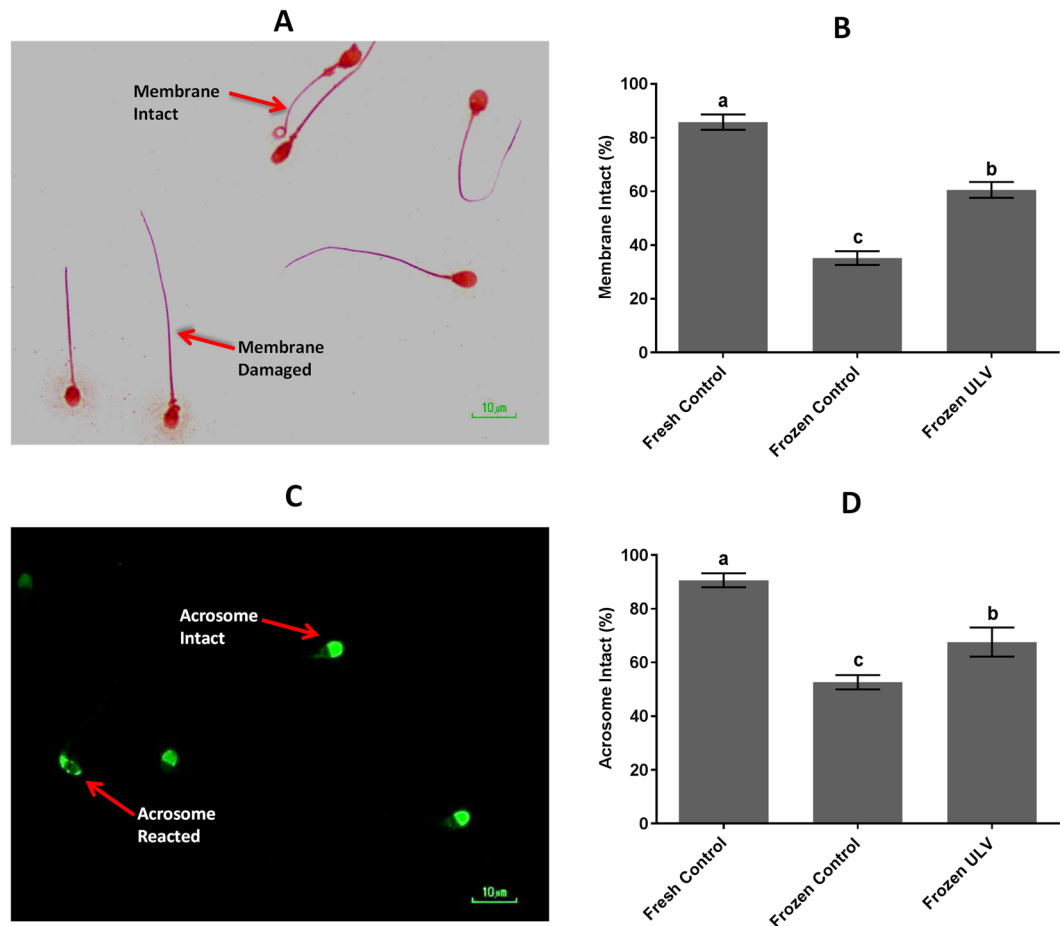 A
Membrane
Intact
Membrane
Damaged
10µm
B
Membrane Intact (%)
100
80
60
40
20
0
a
c
b
Fresh Control
Frozen Control
Frozen ULV
C
Acrosome
Intact
Acrosome
Reacted
10µm
D
Acrosome Intact (%)
100
80
60
40
20
0
a
c
b
Fresh Control
Frozen Control
Frozen ULV